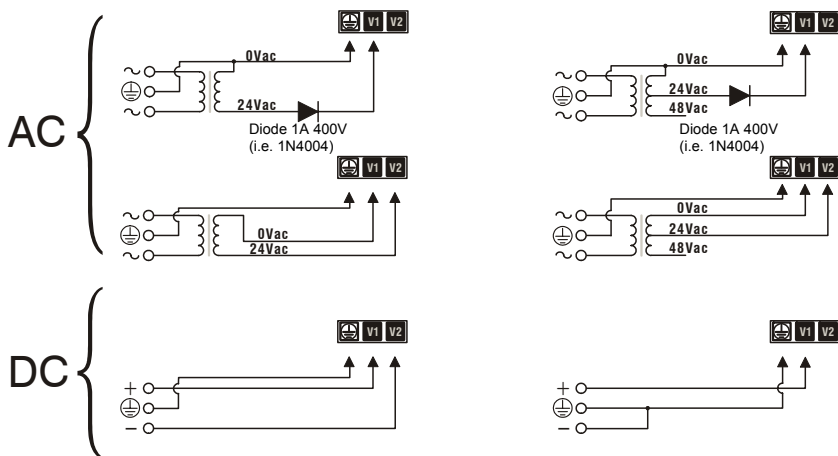 AC
V1 V2
0Vac
24Vac
Diode 1A 400V
(i.e. 1N4004)
V1 V2
0Vac
24Vac
48Vac
Diode 1A 400V
(i.e. 1N4004)
V1 V2
0Vac
24Vac
V1 V2
0Vac
24Vac
48Vac
DC
V1 V2
+
−
V1 V2
+
−